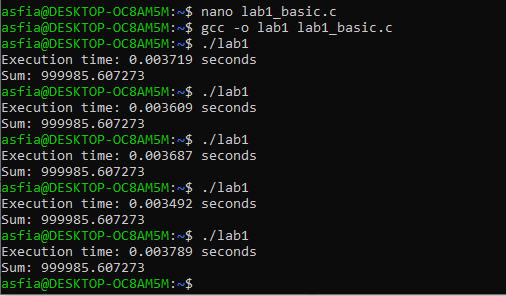 asfia@DESKTOP-OC8AM5M:~$ nano lab1_basic.c
asfia@DESKTOP-OC8AM5M:~$ gcc -o lab1 lab1_basic.c
asfia@DESKTOP-OC8AM5M:~$ ./lab1
Execution time: 0.003719 seconds
Sum: 999985.607273
asfia@DESKTOP-OC8AM5M:~$ ./lab1
Execution time: 0.003609 seconds
Sum: 999985.607273
asfia@DESKTOP-OC8AM5M:~$ ./lab1
Execution time: 0.003687 seconds
Sum: 999985.607273
asfia@DESKTOP-OC8AM5M:~$ ./lab1
Execution time: 0.003492 seconds
Sum: 999985.607273
asfia@DESKTOP-OC8AM5M:~$ ./lab1
Execution time: 0.003789 seconds
Sum: 999985.607273
asfia@DESKTOP-OC8AM5M:~$